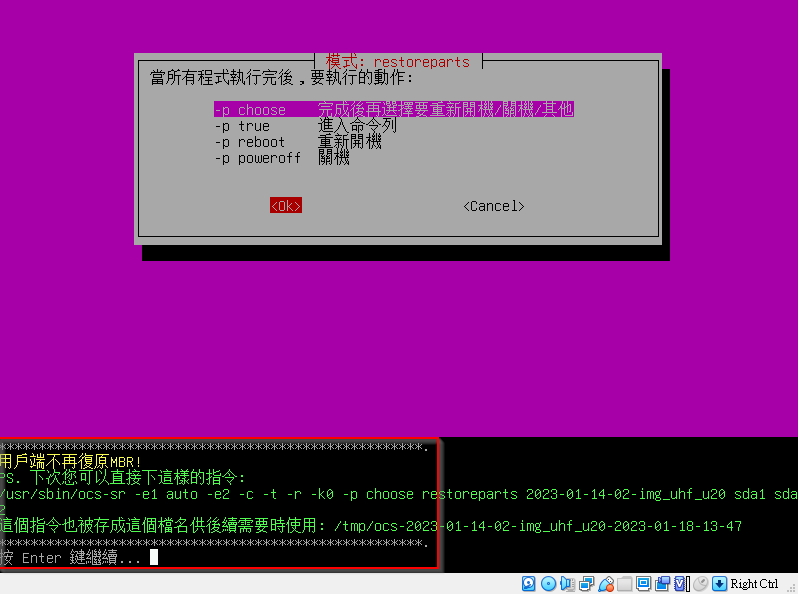 模式: restoreparts
當所有程式執行完後，要執行的動作:
-p choose 完成後再選擇要重新開機/關機/其他
-p true 進入命令列
-p reboot 重新開機
-p poweroff 關機
<Ok> <Cancel>
*****************************************************.
用戶端不再復原MBR!
PS. 下次您可以直接下這樣的指令:
/usr/sbin/ocs-sr -e1 auto -e2 -c -t -r -k0 -p choose restoreparts 2023-01-14-02-img_uhf_u20 sda1 sda
2
這個指令也被存成這個檔名供後續需要時使用: /tmp/ocs-2023-01-14-02-img_uhf_u20-2023-01-18-13-47
*****************************************************.
按 Enter 鍵繼續...
Right Ctrl